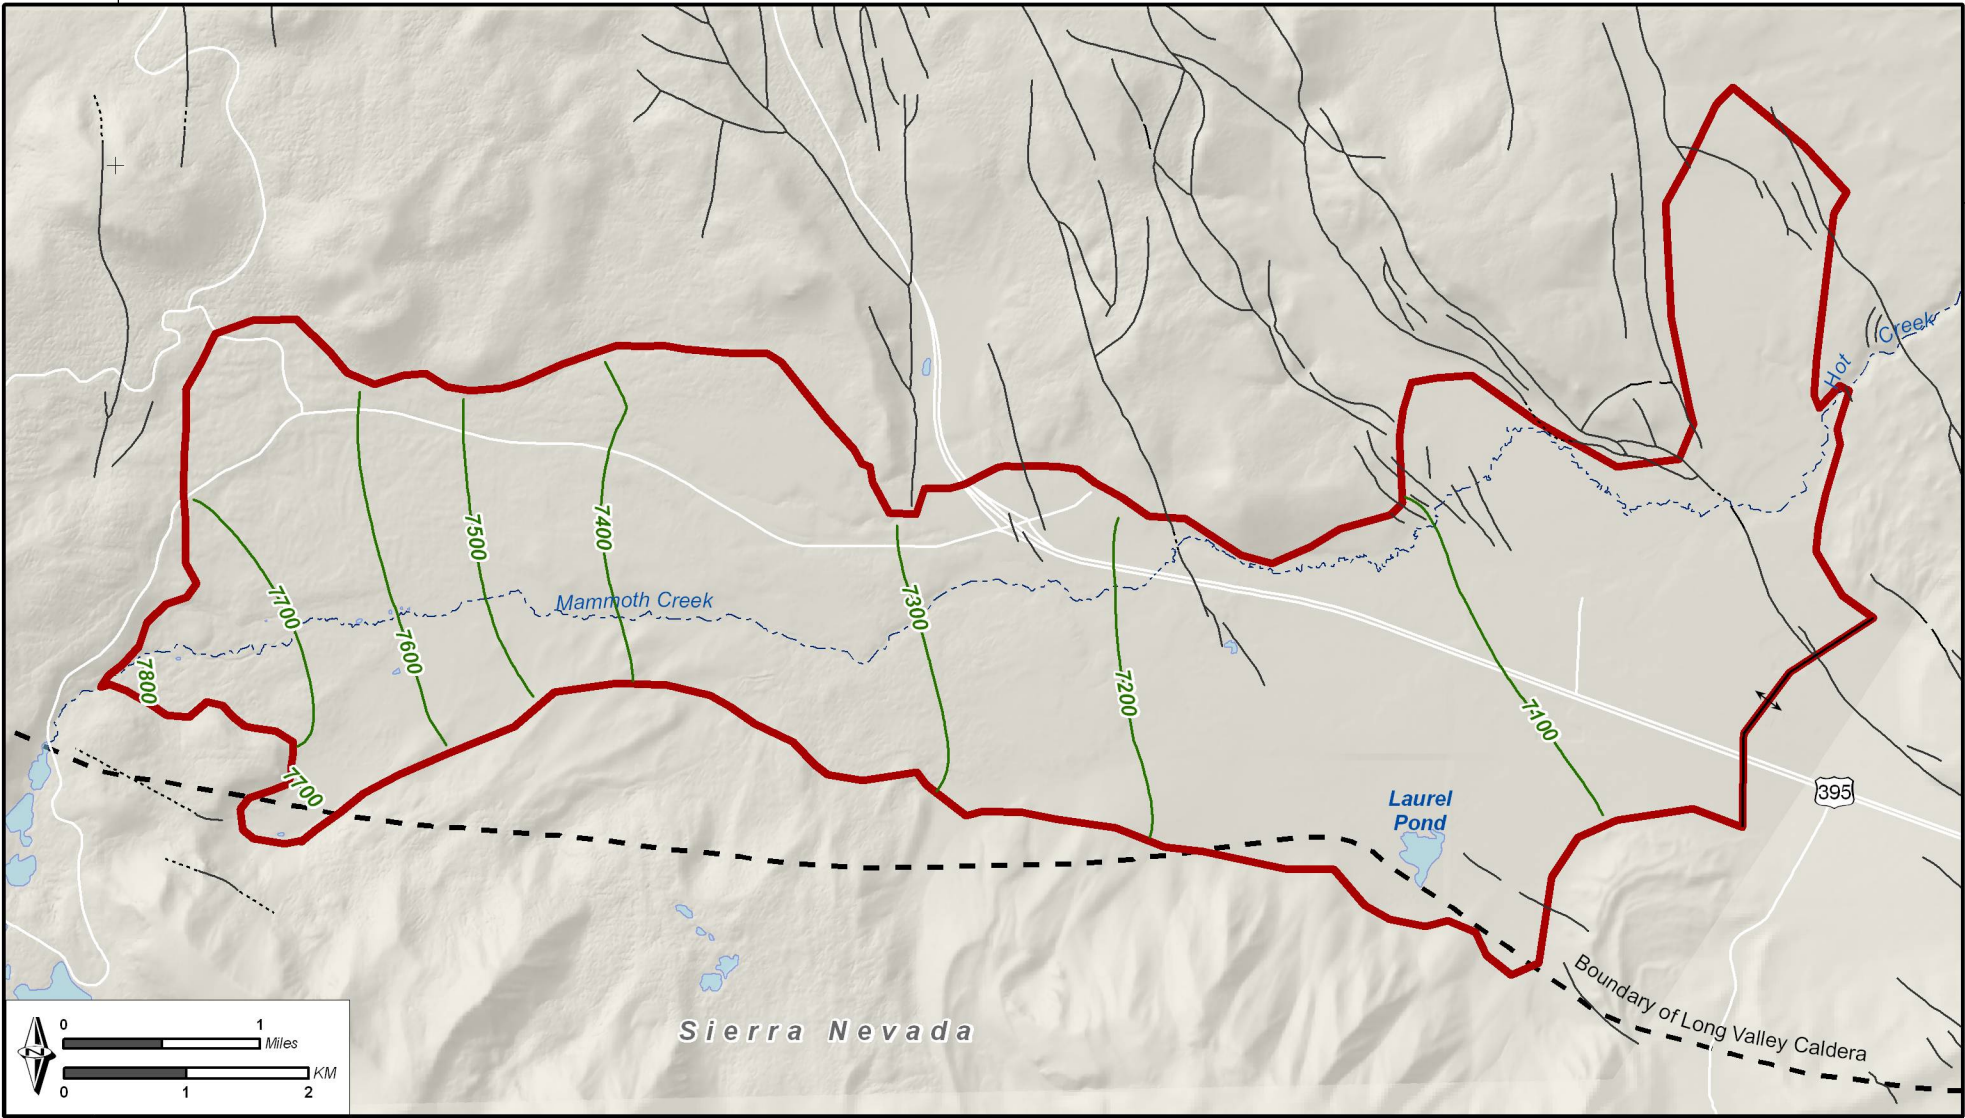 Creek
Hot
7500
7400
7700
Mammoth Creek
7300
7600
7800
7200
7100
7700
395
Laurel
Pond
Boundary of Long Valley Caldera
Sierra Nevada
0 1
Miles
N
KM
0 1 2